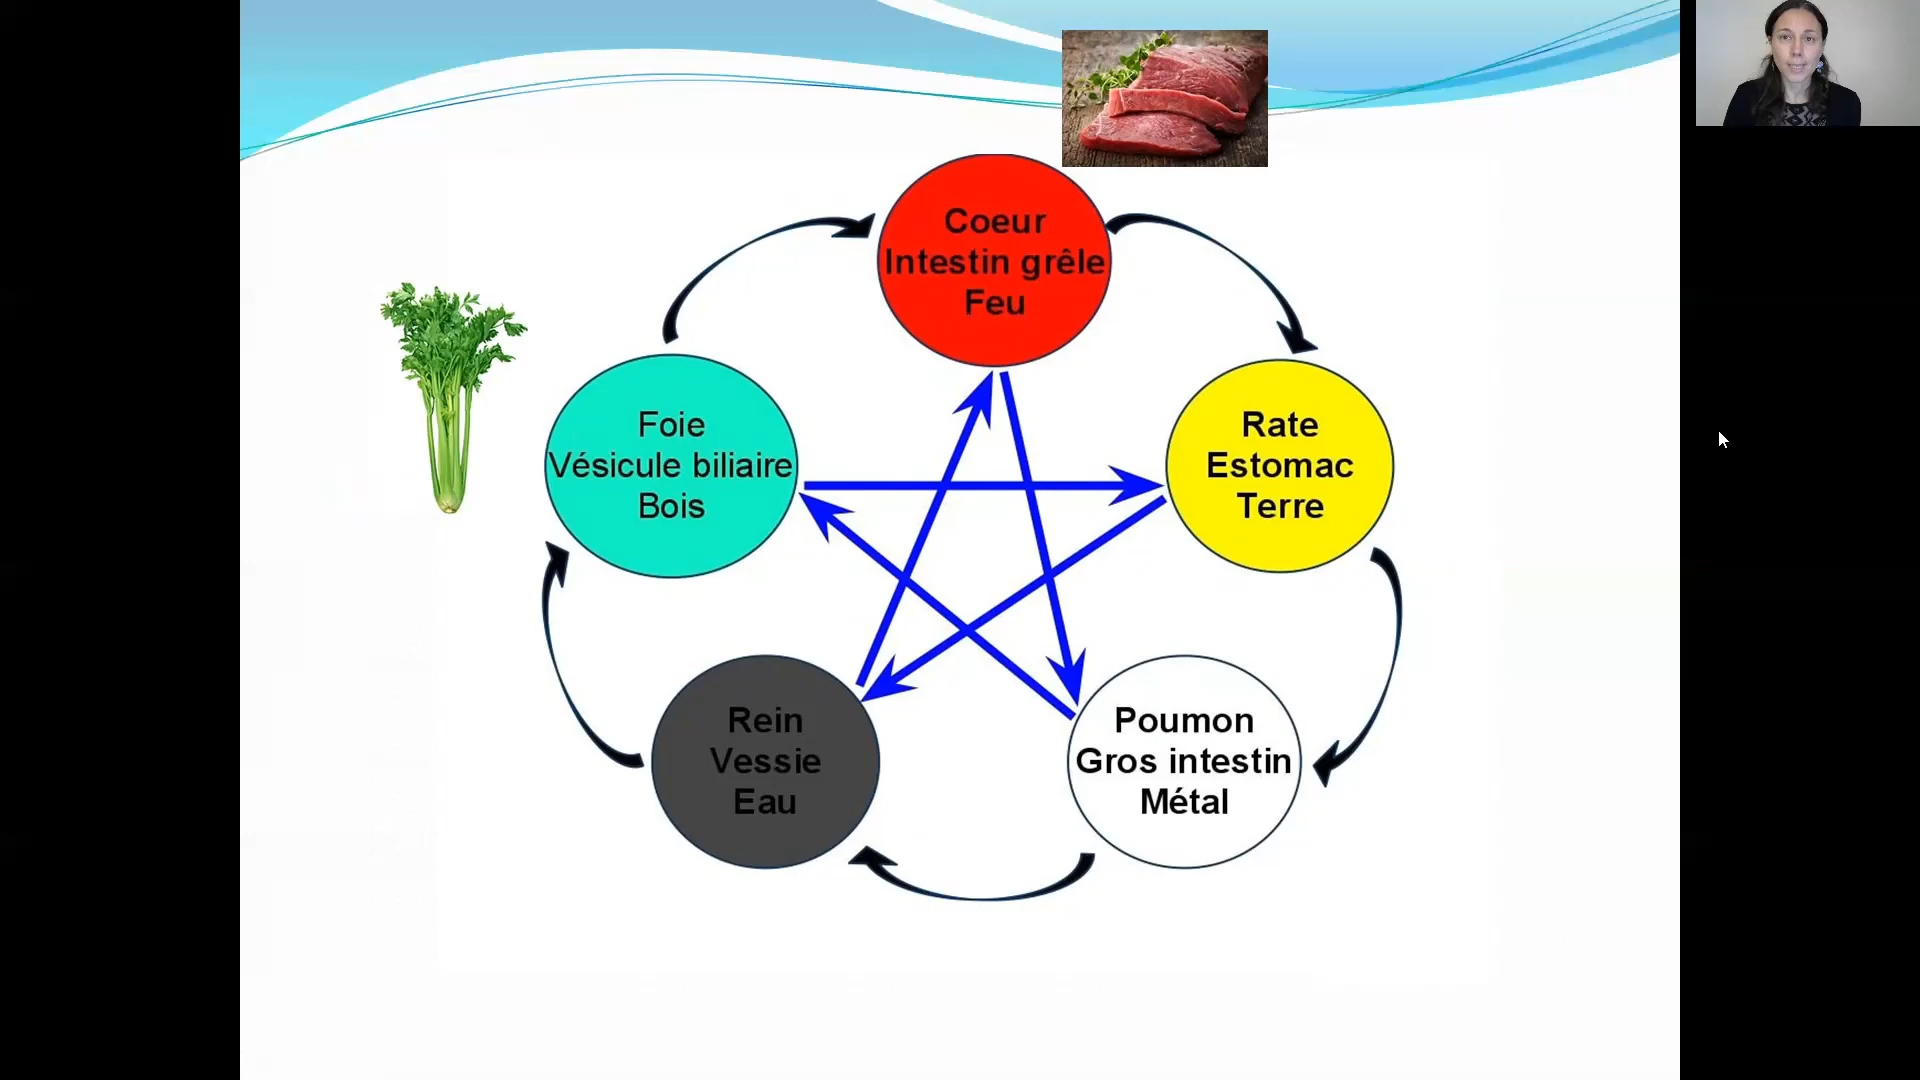 Coeur
Intestin grêle
Feu
Foie
Vésicule biliaire
Bois
Rate
Estomac
Terre
Rein
Vessie
Eau
Poumon
Gros intestin
Métal